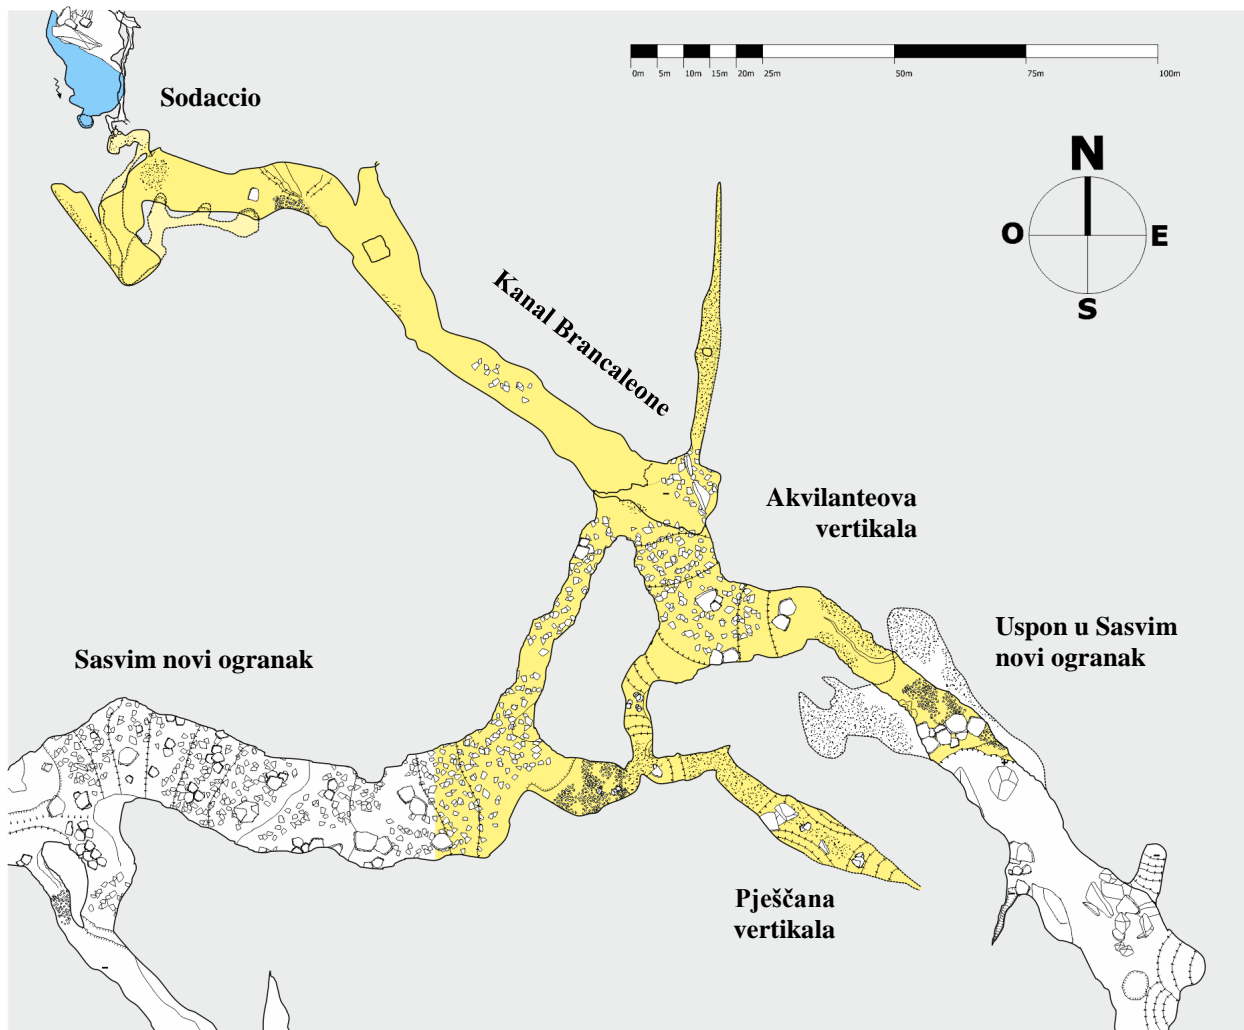 0m 5m 10m 15m 20m 25m 50m 75m 100m
Sodaccio
N
O E
S
Kanal Brancaleone
Akvilanteova
vertikala
Uspon u Sasvim
novi ogranak
Sasvim novi ogranak
Pješčana
vertikala